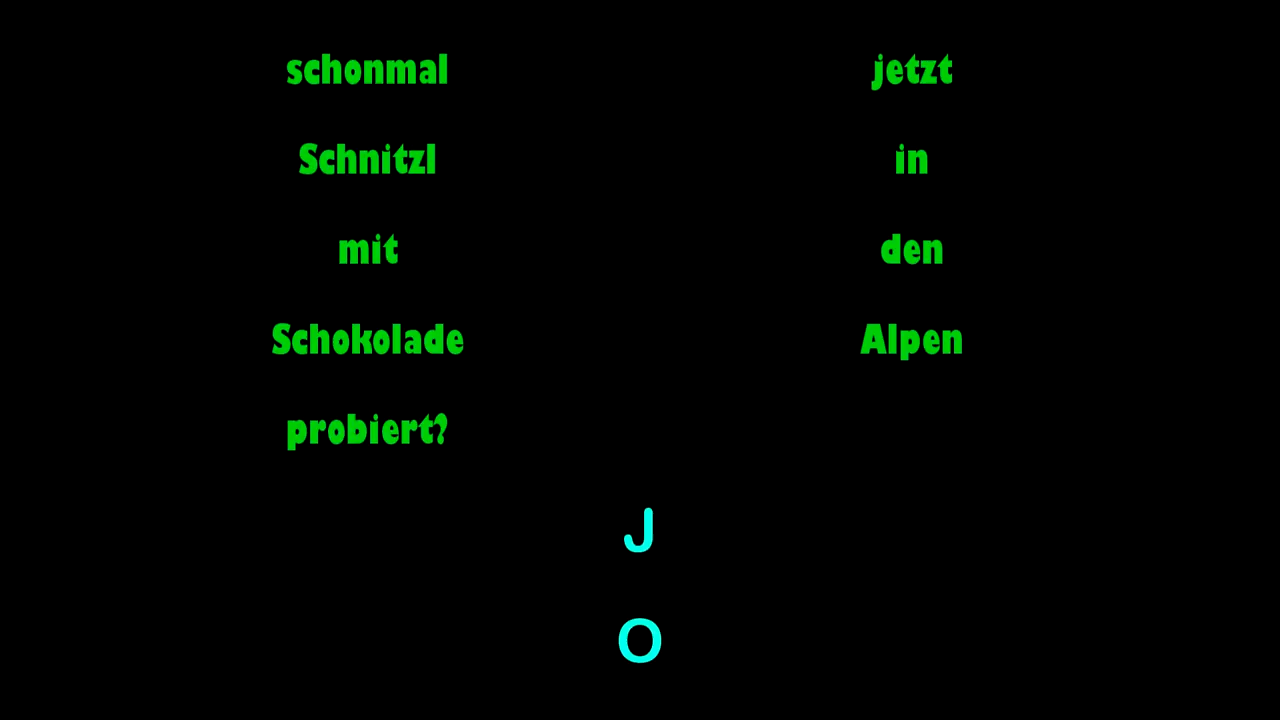 schonmal
Schnitzl
mit
Schokolade
probiert?
jetzt
in
den
Alpen
J
O